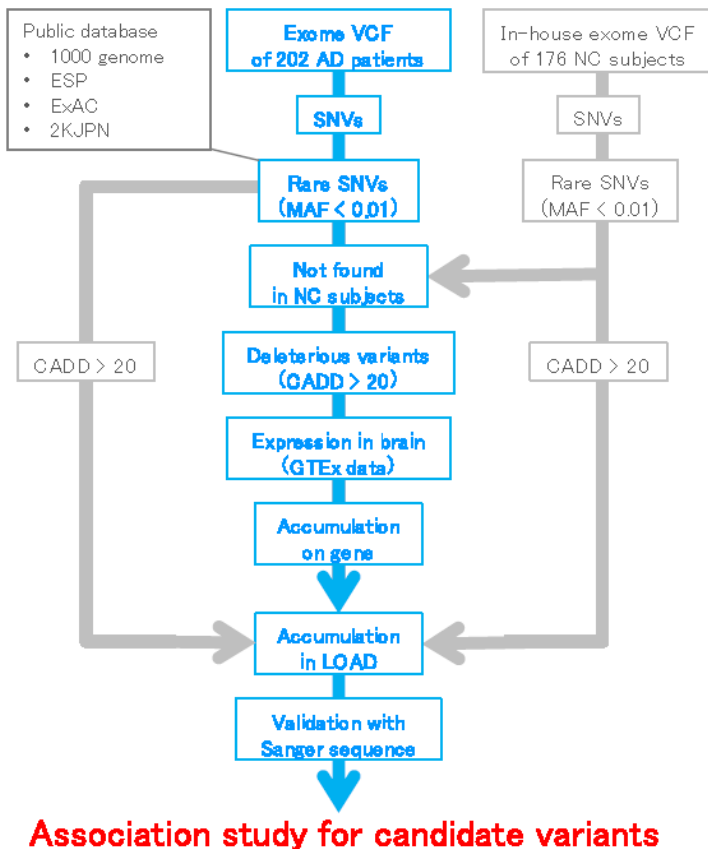 Public database
• 1000 genome
• ESP
• ExAC
• 2KJPN
Exome VCF
of 202 AD patients
In-house exome VCF
of 176 NC subjects
SNVs
SNVs
Rare SNVs
(MAF < 0.01)
Rare SNVs
(MAF < 0.01)
Not found
in NC subjects
CADD > 20
Deleterious variants
(CADD > 20)
CADD > 20
Expression in brain
(GTEx data)
Accumulation
on gene
Accumulation
in LOAD
Validation with
Sanger sequence
Association study for candidate variants